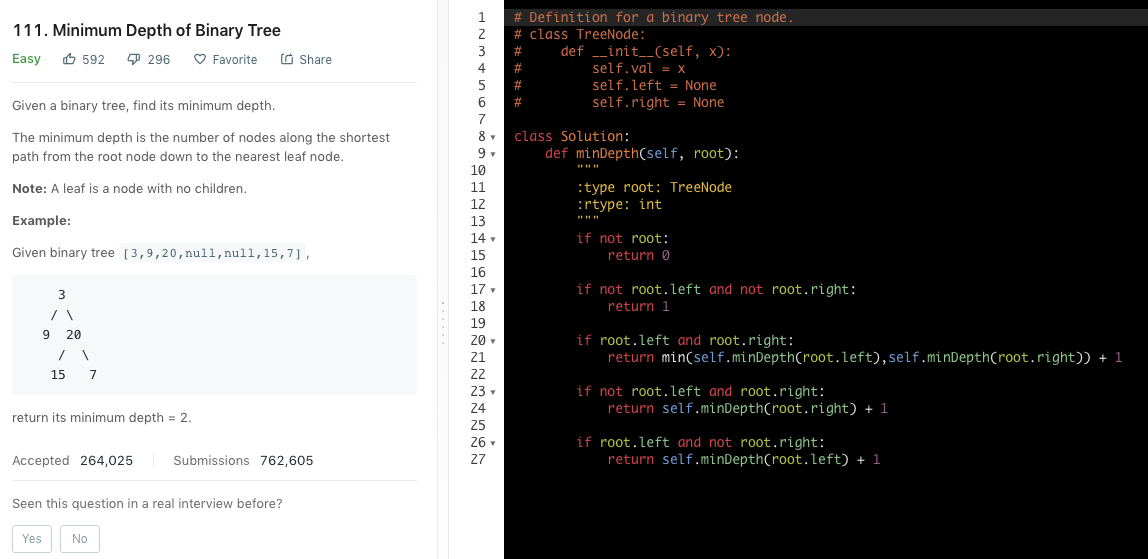 111. Minimum Depth of Binary Tree
Easy 592 296 Favorite Share
Given a binary tree, find its minimum depth.
The minimum depth is the number of nodes along the shortest
path from the root node down to the nearest leaf node.
Note: A leaf is a node with no children.
Example:
Given binary tree [3,9,20,null,null,15,7],
3
/ \
9 20
/ \
15 7
return its minimum depth = 2.
Accepted 264,025 Submissions 762,605
Seen this question in a real interview before?
Yes No
1 # Definition for a binary tree node.
2 # class TreeNode:
3 #     def __init__(self, x):
4 #         self.val = x
5 #         self.left = None
6 #         self.right = None
7
8 class Solution:
9     def minDepth(self, root):
10         """
11         :type root: TreeNode
12         :rtype: int
13         """
14         if not root:
15             return 0
16
17         if not root.left and not root.right:
18             return 1
19
20         if root.left and root.right:
21             return min(self.minDepth(root.left),self.minDepth(root.right)) + 1
22
23         if not root.left and root.right:
24             return self.minDepth(root.right) + 1
25
26         if root.left and not root.right:
27             return self.minDepth(root.left) + 1